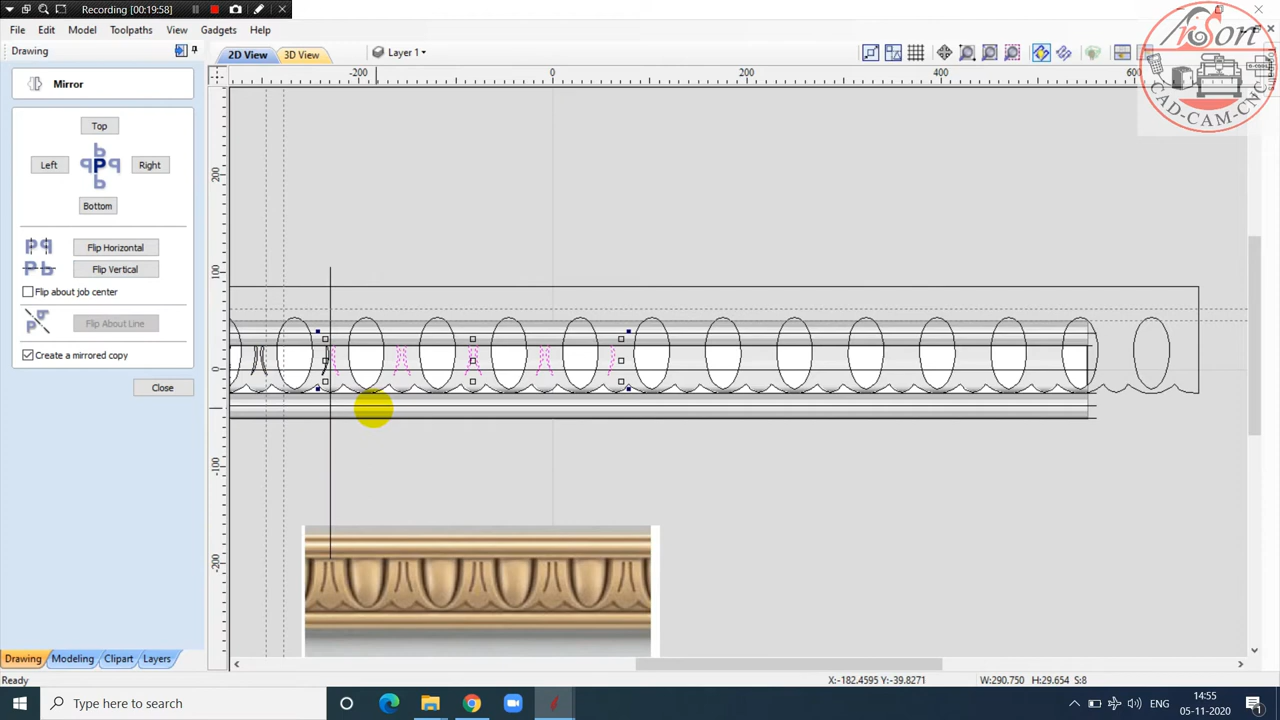 Recording [00:19:58]
File Edit Model Toolpaths View Gadgets Help
Drawing
2D View 3D View Layer 1
Mirror
Top
Left Right
Bottom
Flip Horizontal
Flip Vertical
Flip about job center
Flip About Line
Create a mirrored copy
Close
-200 0 200 400 600
200
100
0
-100
-200
P
Arson
CAD-CAM-CNC
Drawing Modeling Clipart Layers
Ready
X:-182.4595 Y:-39.8271 W:290.750 H:29.654 S:8
Type here to search
ENG
14:55
05-11-2020
1